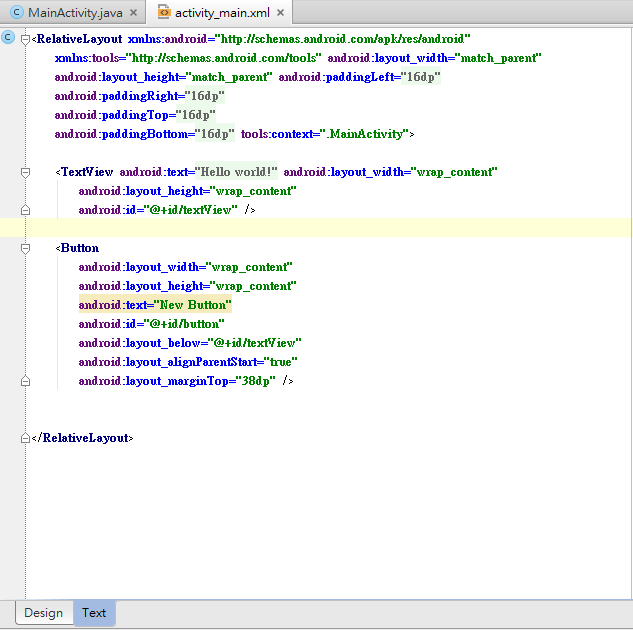 MainActivity.java × activity_main.xml ×
<RelativeLayout xmlns:android="http://schemas.android.com/apk/res/android"
xmlns:tools="http://schemas.android.com/tools" android:layout_width="match_parent"
android:layout_height="match_parent" android:paddingLeft="16dp"
android:paddingRight="16dp"
android:paddingTop="16dp"
android:paddingBottom="16dp" tools:context=".MainActivity">
<TextView android:text="Hello world!" android:layout_width="wrap_content"
android:layout_height="wrap_content"
android:id="@+id/textView" />
<Button
android:layout_width="wrap_content"
android:layout_height="wrap_content"
android:text="New Button"
android:id="@+id/button"
android:layout_below="@+id/textView"
android:layout_alignParentStart="true"
android:layout_marginTop="38dp" />
</RelativeLayout>
Design Text